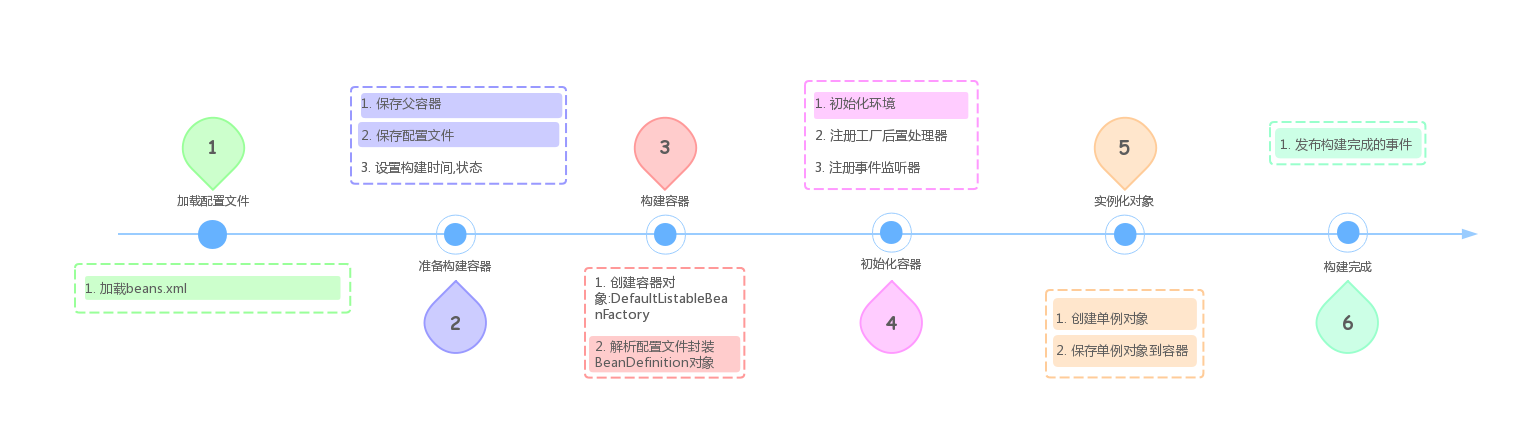 1
加载配置文件
1. 加载beans.xml
1. 保存父容器
2. 保存配置文件
3. 设置构建时间,状态
准备构建容器
2
3
构建容器
1. 创建容器对
象:DefaultListableBea
nFactory
2. 解析配置文件封装
BeanDefinition对象
1. 初始化环境
2. 注册工厂后置处理器
3. 注册事件监听器
初始化容器
4
5
实例化对象
1. 创建单例对象
2. 保存单例对象到容器
1. 发布构建完成的事件
构建完成
6